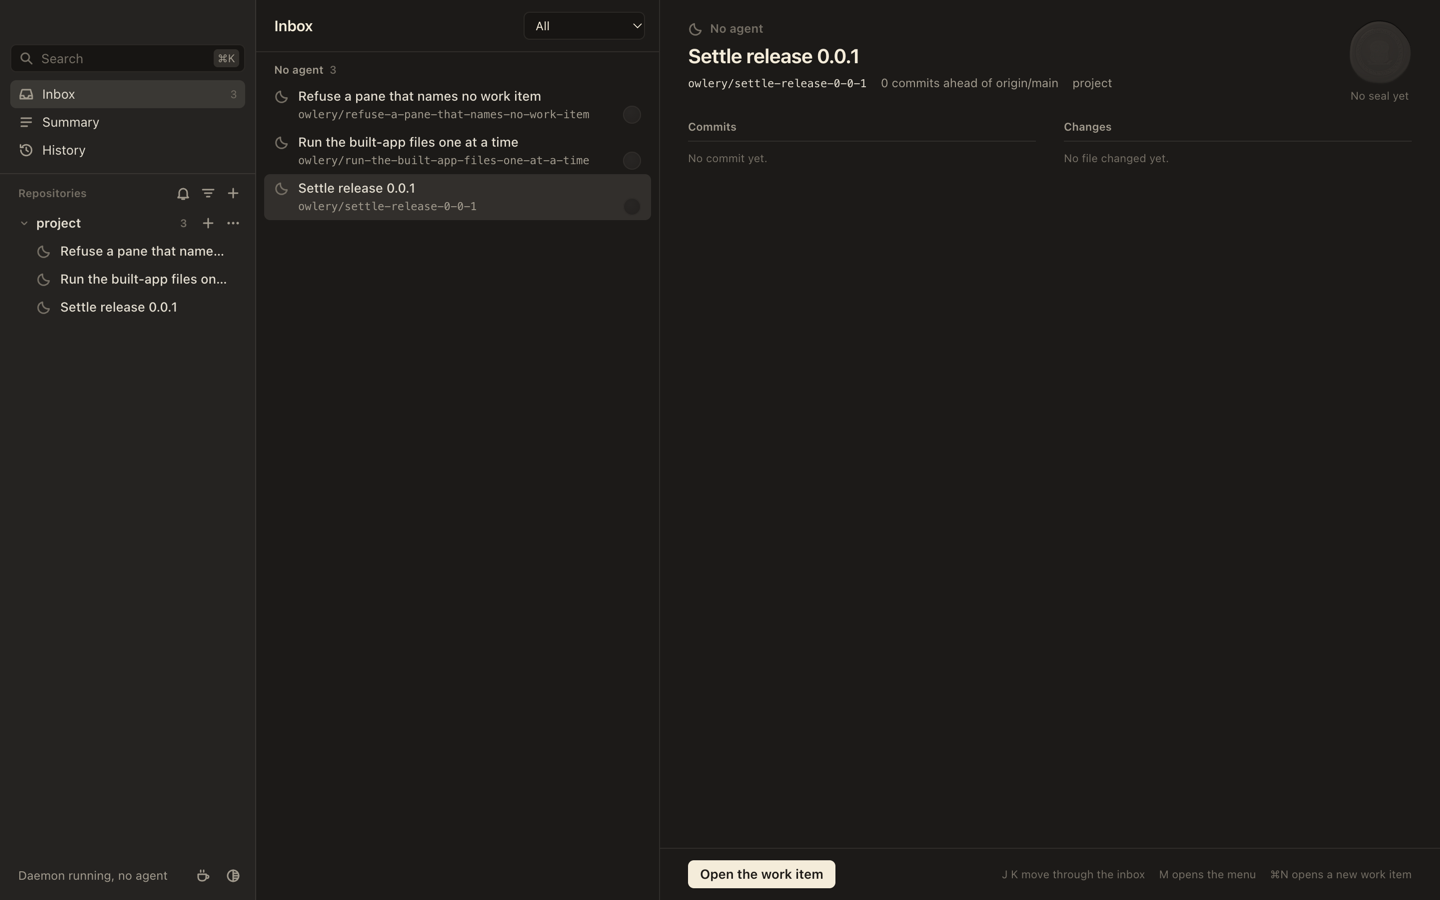 Search ⌘K
Inbox 3
Summary
History
Repositories
project 3
Refuse a pane that name...
Run the built-app files on...
Settle release 0.0.1
Daemon running, no agent
Inbox
All
No agent 3
Refuse a pane that names no work item
owlery/refuse-a-pane-that-names-no-work-item
Run the built-app files one at a time
owlery/run-the-built-app-files-one-at-a-time
Settle release 0.0.1
owlery/settle-release-0-0-1
No agent
Settle release 0.0.1
owlery/settle-release-0-0-1 0 commits ahead of origin/main project
No seal yet
Commits
No commit yet.
Changes
No file changed yet.
Open the work item
J K move through the inbox M opens the menu ⌘N opens a new work item